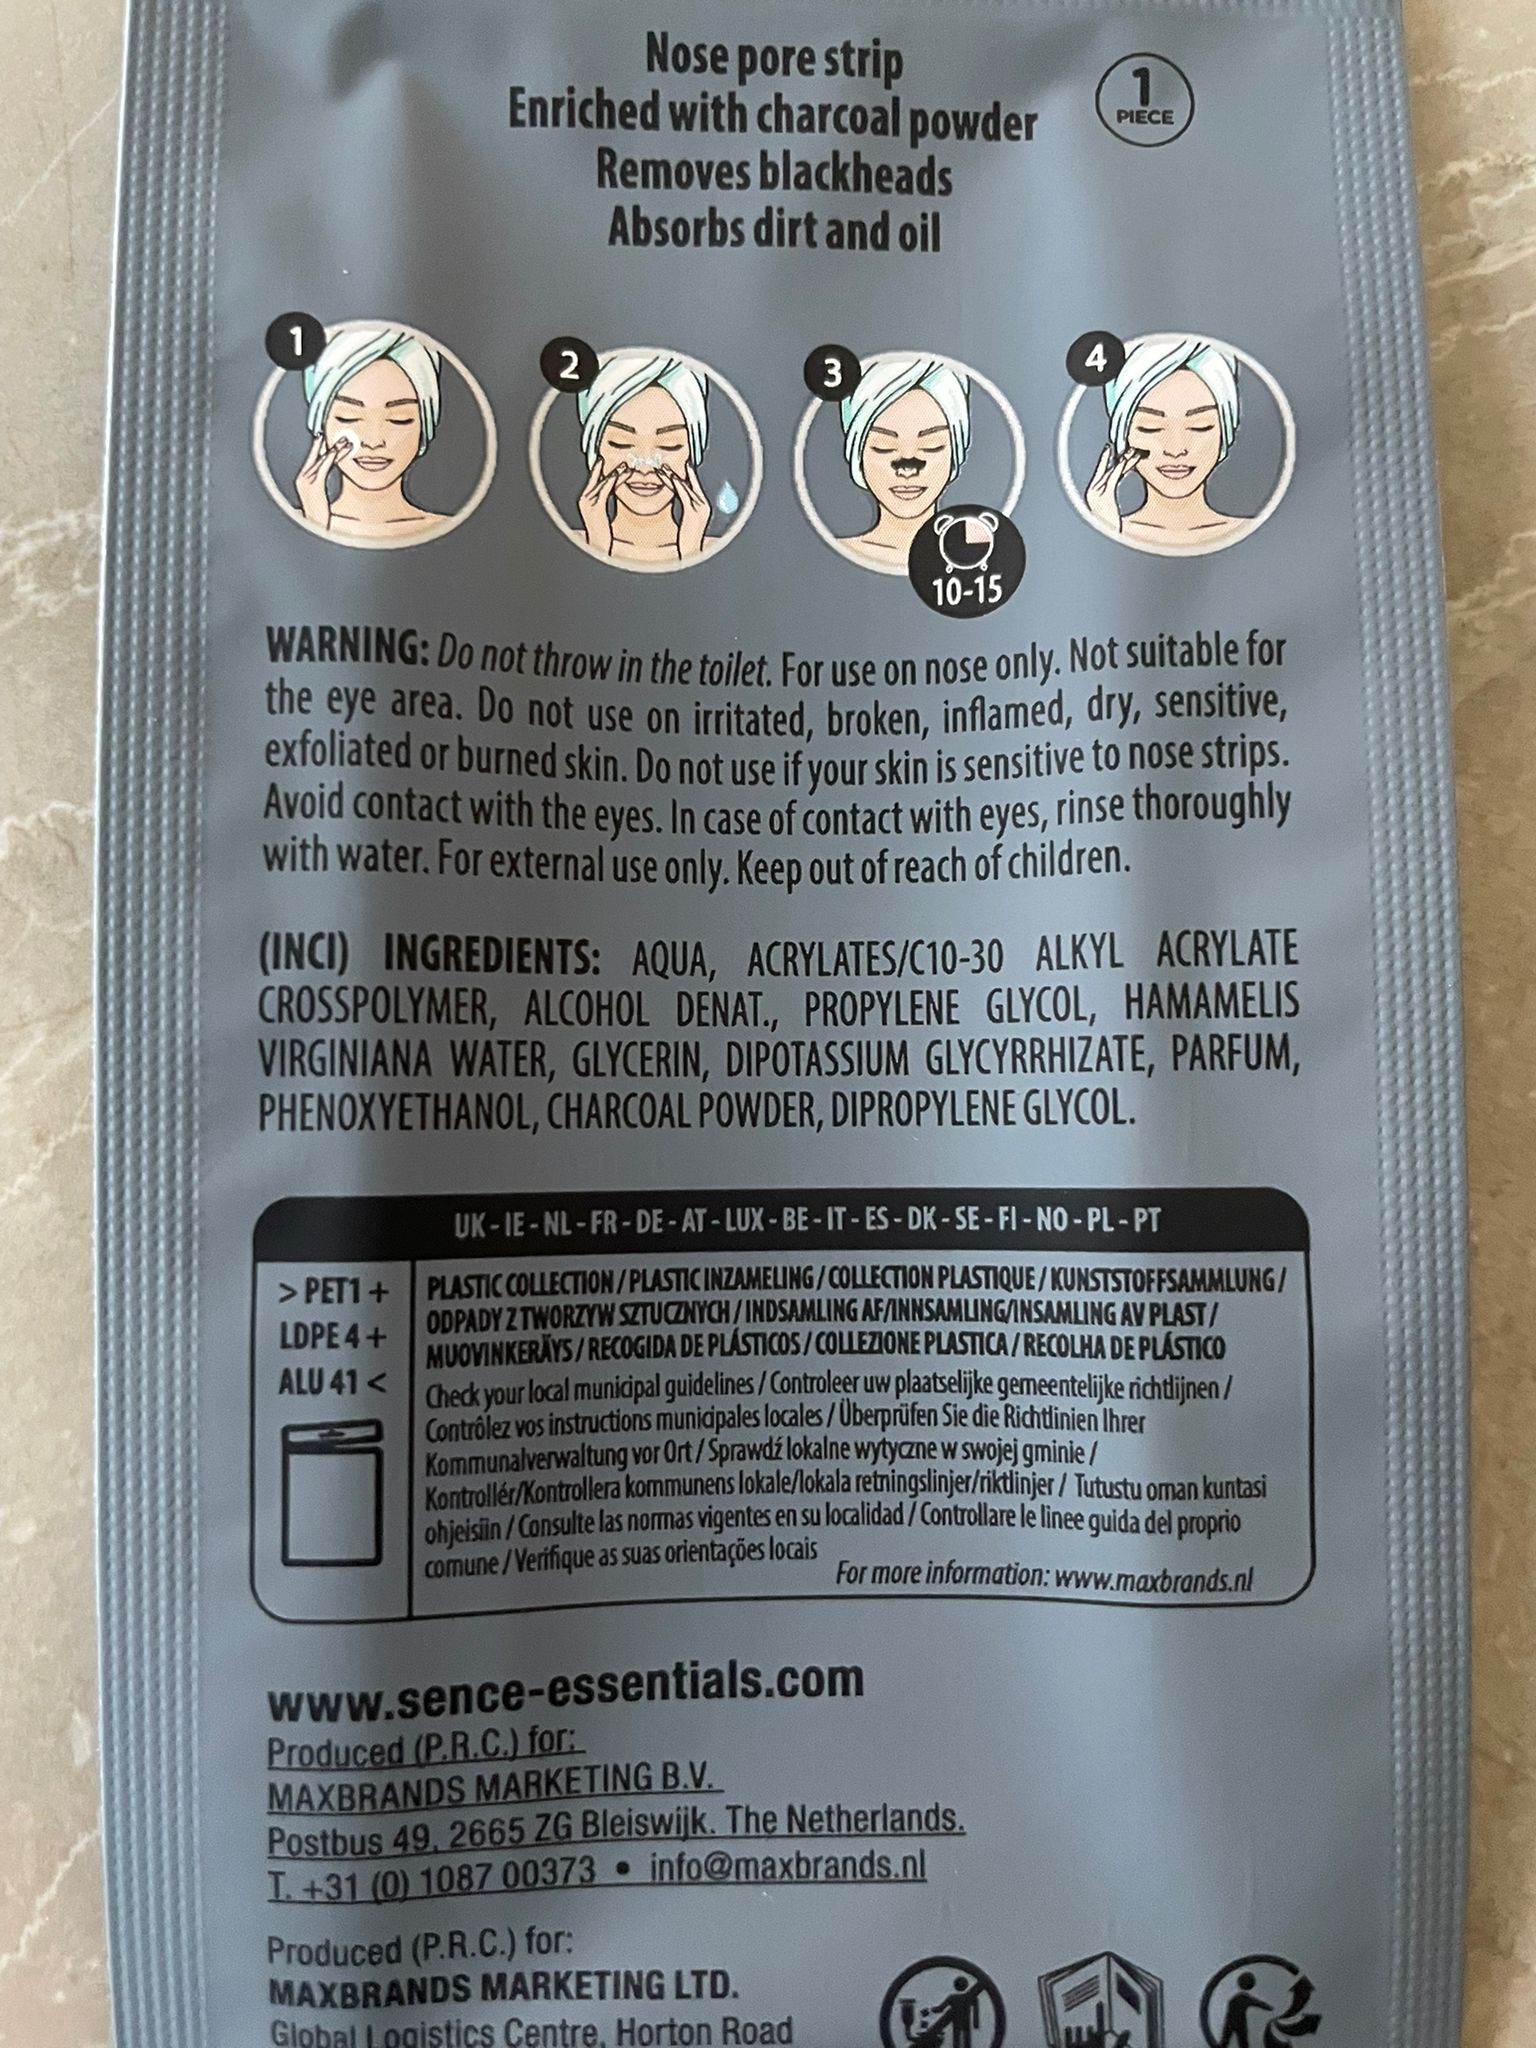 Nose pore strip
Enriched with charcoal powder
Removes blackheads
Absorbs dirt and oil
1
PIECE
1
2
3
4
10-15
WARNING: Do not throw in the toilet. For use on nose only. Not suitable for
the eye area. Do not use on irritated, broken, inflamed, dry, sensitive,
exfoliated or burned skin. Do not use if your skin is sensitive to nose strips.
Avoid contact with the eyes. In case of contact with eyes, rinse thoroughly
with water. For external use only. Keep out of reach of children.
(INCI) INGREDIENTS: AQUA, ACRYLATES/C10-30 ALKYL ACRYLATE
CROSSPOLYMER, ALCOHOL DENAT., PROPYLENE GLYCOL, HAMAMELIS
VIRGINIANA WATER, GLYCERIN, DIPOTASSIUM GLYCYRRHIZATE, PARFUM,
PHENOXYETHANOL, CHARCOAL POWDER, DIPROPYLENE GLYCOL.
UK - IE - NL - FR - DE - AT - LUX - BE - IT - ES - DK - SE - FI - NO - PL - PT
> PET1 +
LDPE 4 +
ALU 41 <
PLASTIC COLLECTION / PLASTIC INZAMELING / COLLECTION PLASTIQUE / KUNSTSTOFFSAMMLUNG /
ODPADY Z TWORZYW SZTUCZNYCH / INDSAMLING AF/INNSAMLING/INSAMLING AV PLAST /
MUOVINKERÄYS / RECOGIDA DE PLÁSTICOS / COLLEZIONE PLASTICA / RECOLHA DE PLÁSTICO
Check your local municipal guidelines / Controleer uw plaatselijke gemeentelijke richtlijnen /
Contrôlez vos instructions municipales locales / Überprüfen Sie die Richtlinien Ihrer
Kommunalverwaltung vor Ort / Sprawdź lokalne wytyczne w swojej gminie /
Kontrollér/Kontrollera kommunens lokale/lokala retningslinjer/riktlinjer / Tutustu oman kuntasi
ohjeisiin / Consulte las normas vigentes en su localidad / Controllare le linee guida del proprio
comune / Verifique as suas orientações locais
For more information: www.maxbrands.nl
www.sence-essentials.com
Produced (P.R.C.) for:
MAXBRANDS MARKETING B.V.
Postbus 49, 2665 ZG Bleiswijk. The Netherlands.
T. +31 (0) 1087 00373 • info@maxbrands.nl
Produced (P.R.C.) for:
MAXBRANDS MARKETING LTD.
Global Logistics Centre, Horton Road